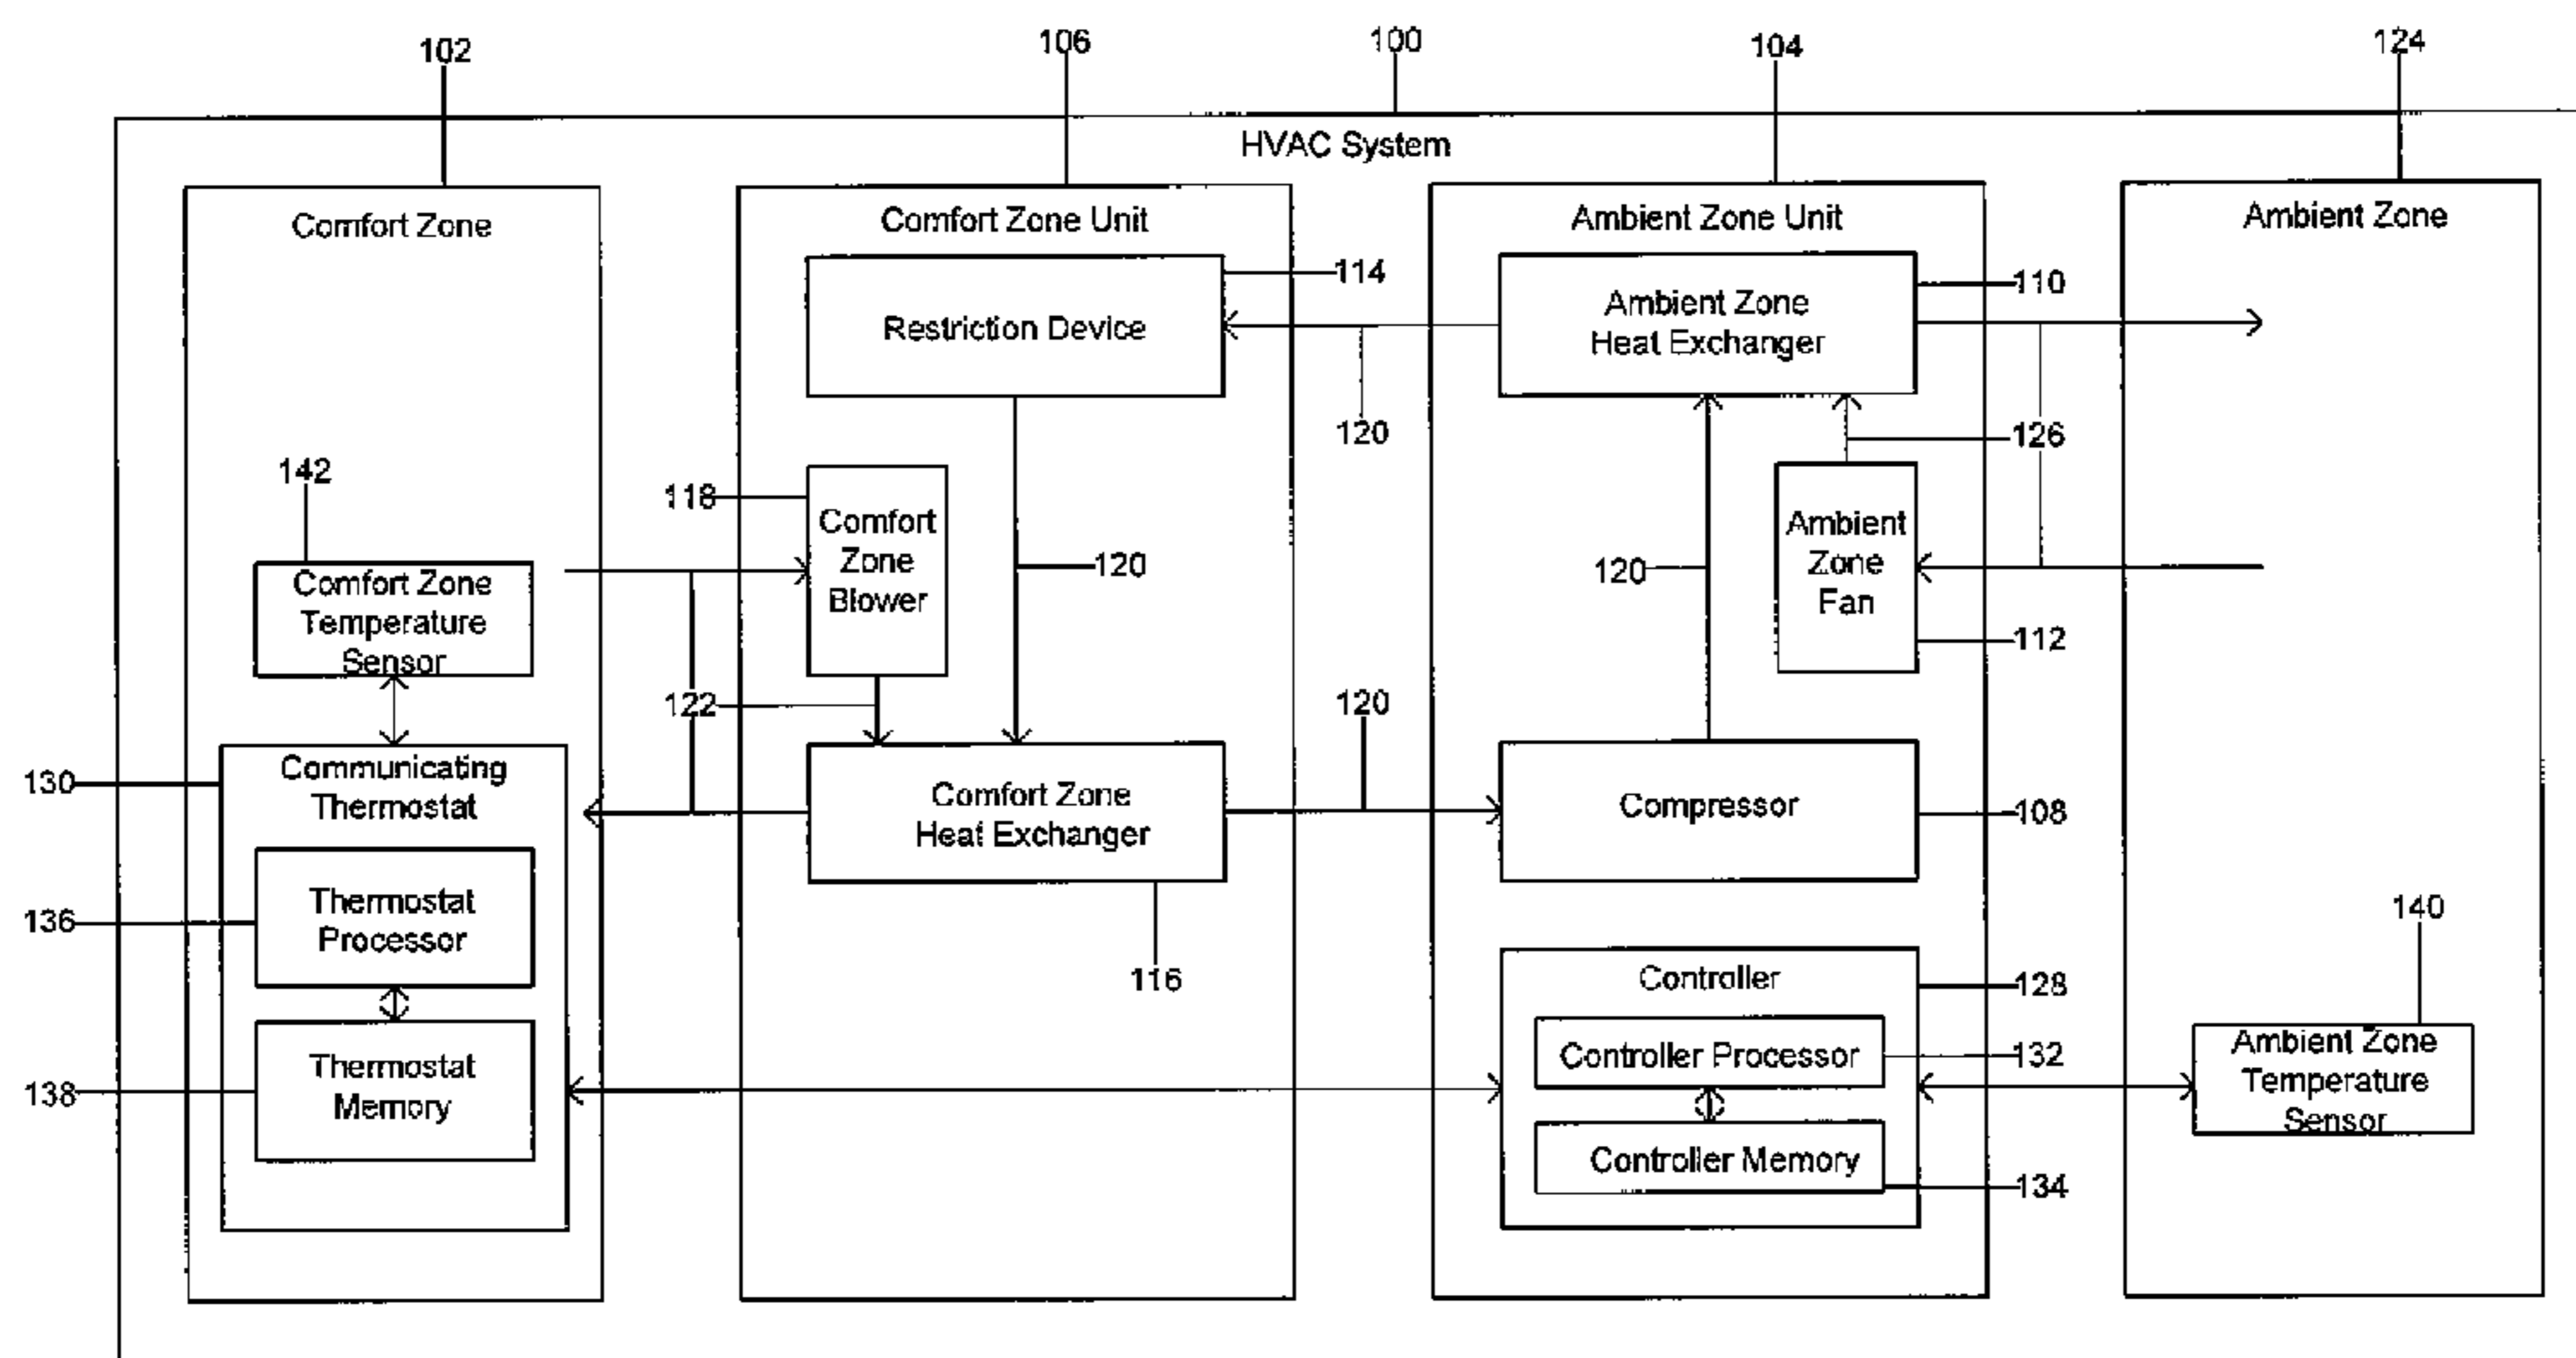 102
106
100
104
124
HVAC System
Comfort Zone
Comfort Zone Unit
Ambient Zone Unit
Ambient Zone
Restriction Device
114
Ambient Zone
Heat Exchanger
110
120
126
142
118
Comfort
Zone
Blower
120
120
Ambient
Zone
Fan
112
Comfort Zone
Temperature
Sensor
122
120
130
Communicating
Thermostat
Comfort Zone
Heat Exchanger
Compressor
108
136
Thermostat
Processor
116
Controller
128
140
Controller Processor
132
Ambient Zone
Temperature
Sensor
138
Thermostat
Memory
Controller Memory
134